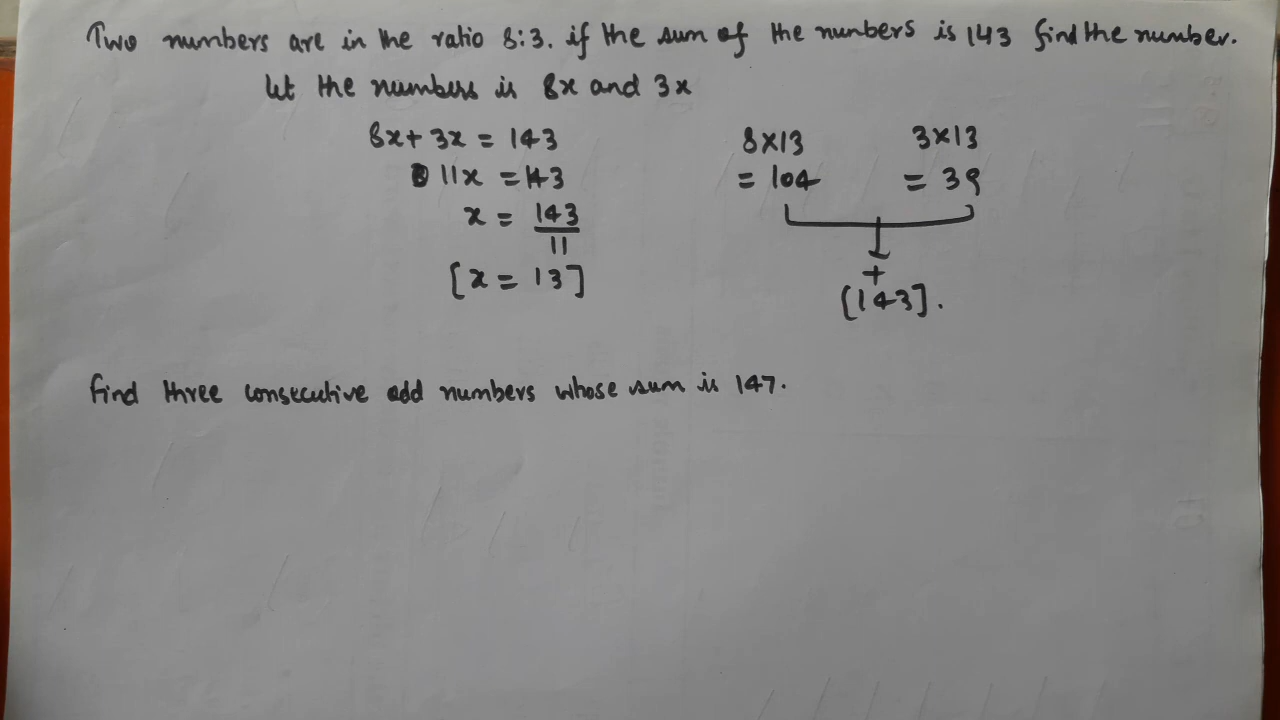 Two numbers are in the ratio 8:3. if the sum of the numbers is 143 find the number.
let the numbers is 8x and 3x
8x + 3x = 143
11x = 143
x = 143/11
[x = 13]
8x13 3x13
= 104 = 39
+
[143].
find three consecutive odd numbers whose sum is 147.